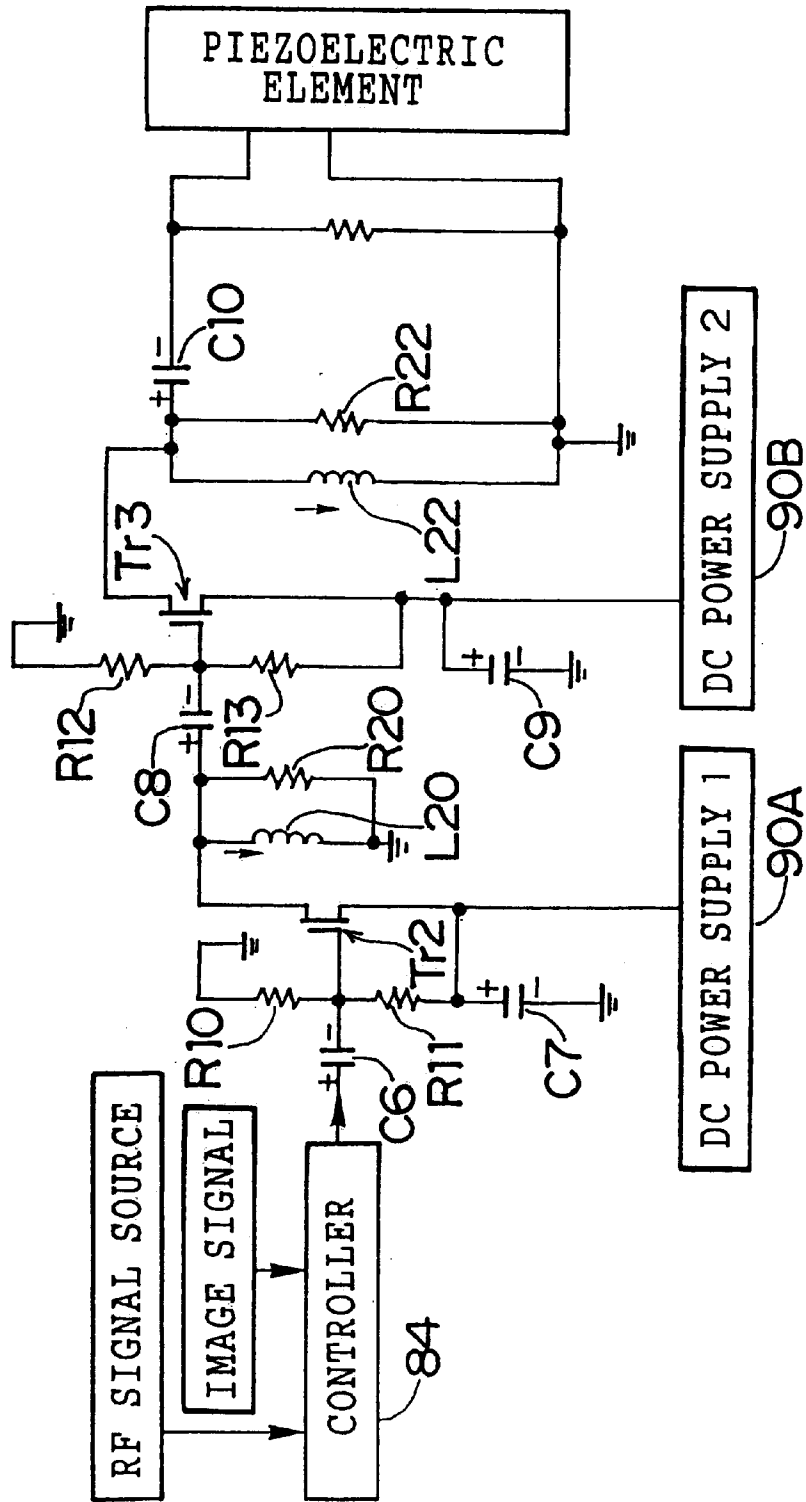 RF SIGNAL SOURCE
IMAGE SIGNAL
CONTROLLER
84
C6
+
−
R10
R11
C7
+
−
Tr2
DC POWER SUPPLY 1
90A
L20
R20
C8
+
−
R12
R13
Tr3
C9
+
−
DC POWER SUPPLY 2
90B
L22
R22
C10
+
−
PIEZOELECTRIC
ELEMENT